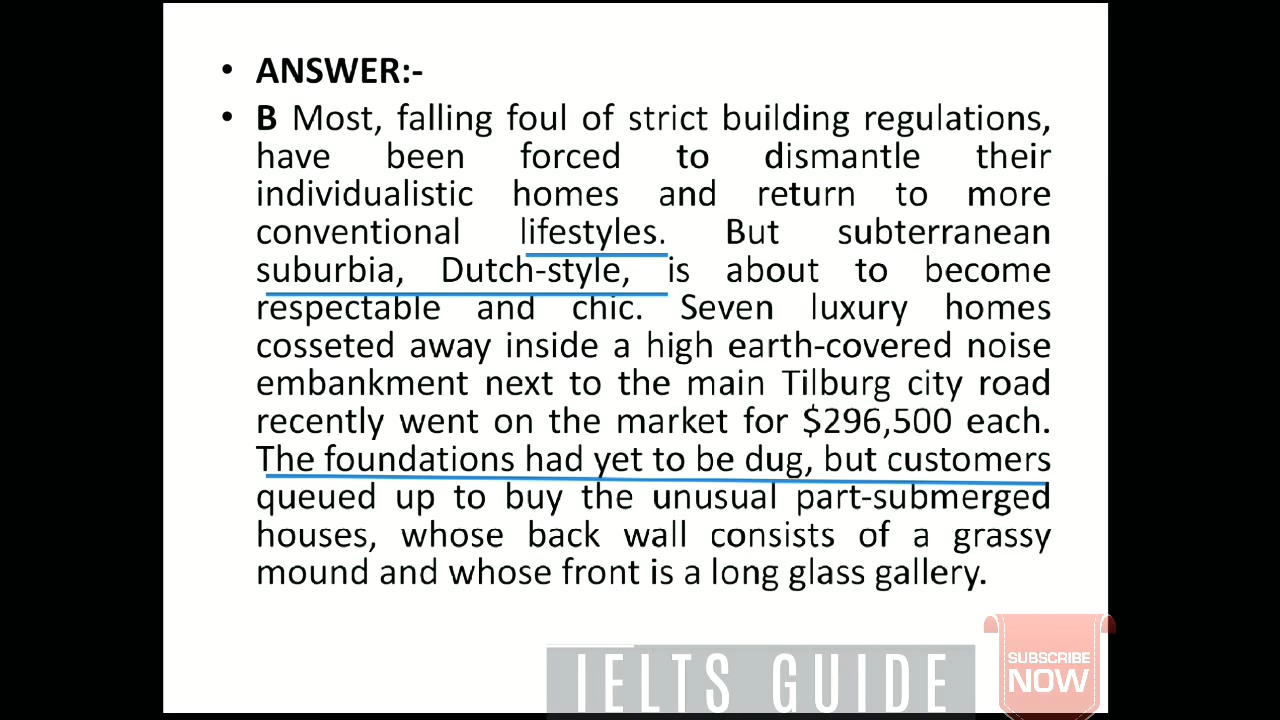 • ANSWER:-
• B Most, falling foul of strict building regulations,
have been forced to dismantle their
individualistic homes and return to more
conventional lifestyles. But subterranean
suburbia, Dutch-style, is about to become
respectable and chic. Seven luxury homes
cosseted away inside a high earth-covered noise
embankment next to the main Tilburg city road
recently went on the market for $296,500 each.
The foundations had yet to be dug, but customers
queued up to buy the unusual part-submerged
houses, whose back wall consists of a grassy
mound and whose front is a long glass gallery.
IELTS GUIDE
SUBSCRIBE
NOW